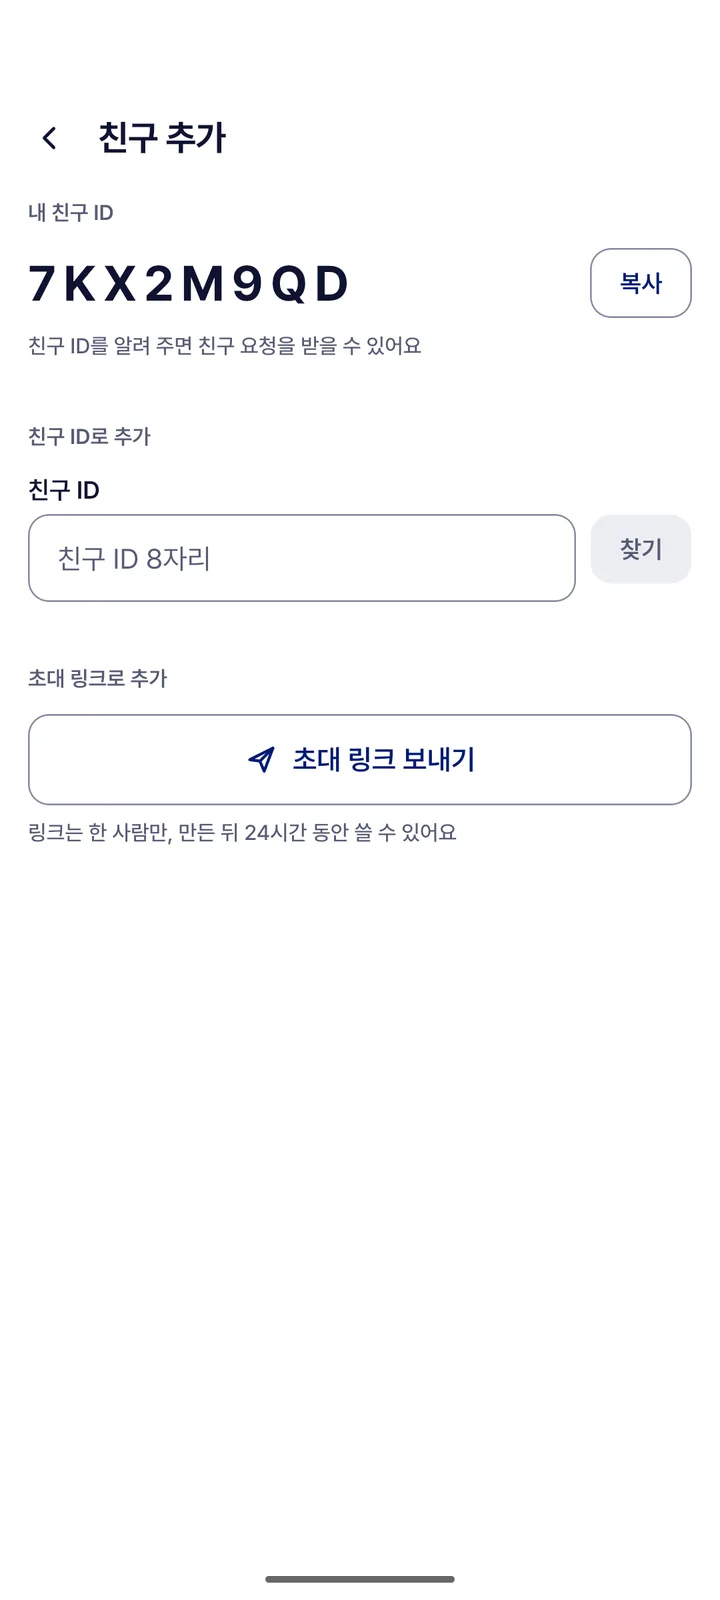 친구 추가
내 친구 ID
7KX2M9QD
복사
친구 ID를 알려 주면 친구 요청을 받을 수 있어요
친구 ID로 추가
친구 ID
친구 ID 8자리
찾기
초대 링크로 추가
초대 링크 보내기
링크는 한 사람만, 만든 뒤 24시간 동안 쓸 수 있어요